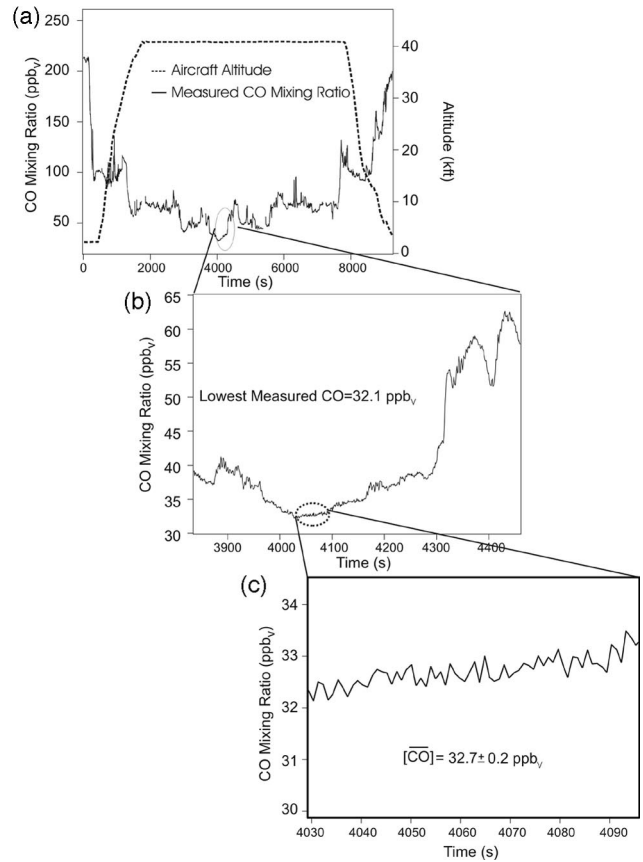 (a)
250
200
150
100
50
CO Mixing Ratio (ppbv)
Aircraft Altitude
Measured CO Mixing Ratio
40
30
20
10
0
Altitude (kft)
0 2000 4000 6000 8000
Time (s)
(b)
65
60
55
50
45
40
35
30
CO Mixing Ratio (ppbv)
Lowest Measured CO=32.1 ppbv
3900 4000 4100 4200 4300 4400
Time (s)
(c)
34
33
32
31
30
CO Mixing Ratio (ppbv)
[CO]= 32.7± 0.2 ppbv
4030 4040 4050 4060 4070 4080 4090
Time (s)